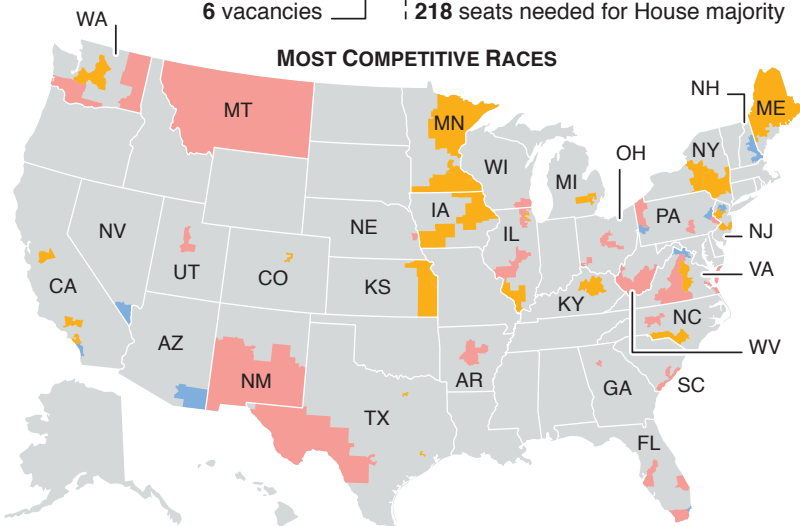 6 vacancies
218 seats needed for House majority
MOST COMPETITIVE RACES
WA
MT
MN
NH
ME
WI
NY
MI
OH
IA
PA
NE
IL
NV
NJ
UT
CO
CA
KS
VA
KY
NC
AZ
WV
NM
AR
GA
SC
TX
FL